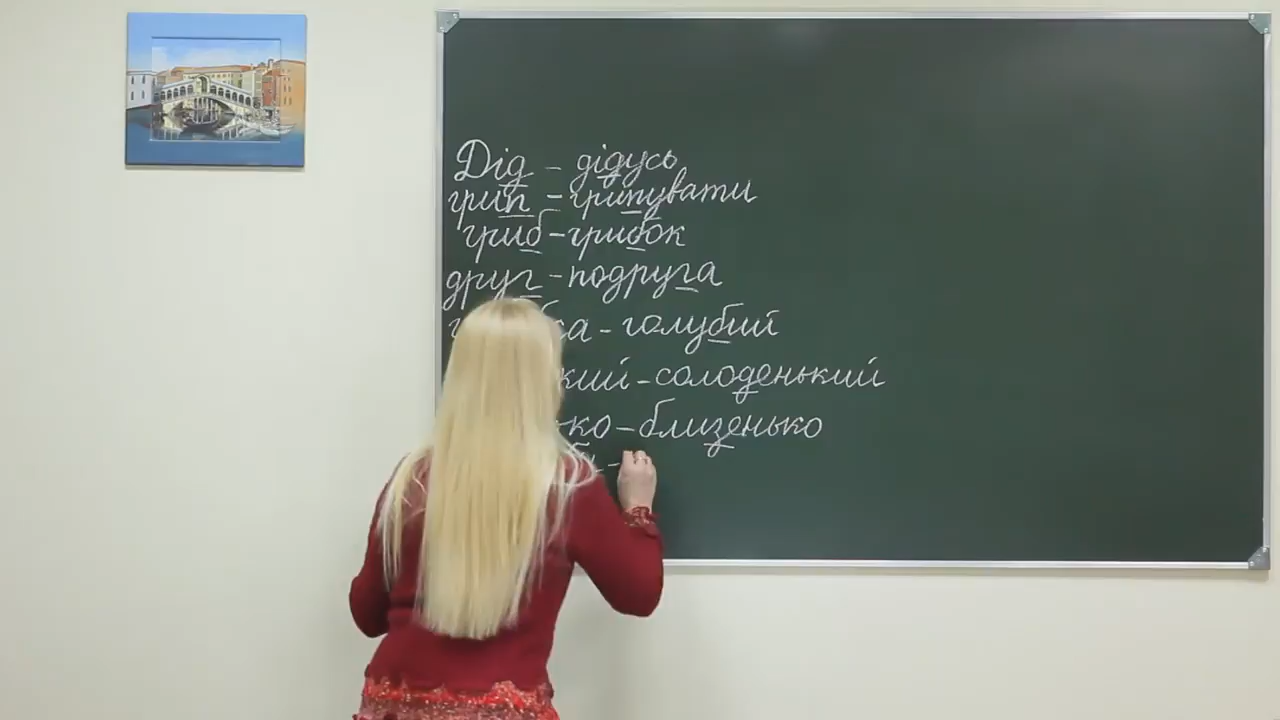 Дід - дідусь
грип - грипувати
гриб - грибок
друг - подруга
- голубий
- солоденький
- близенько